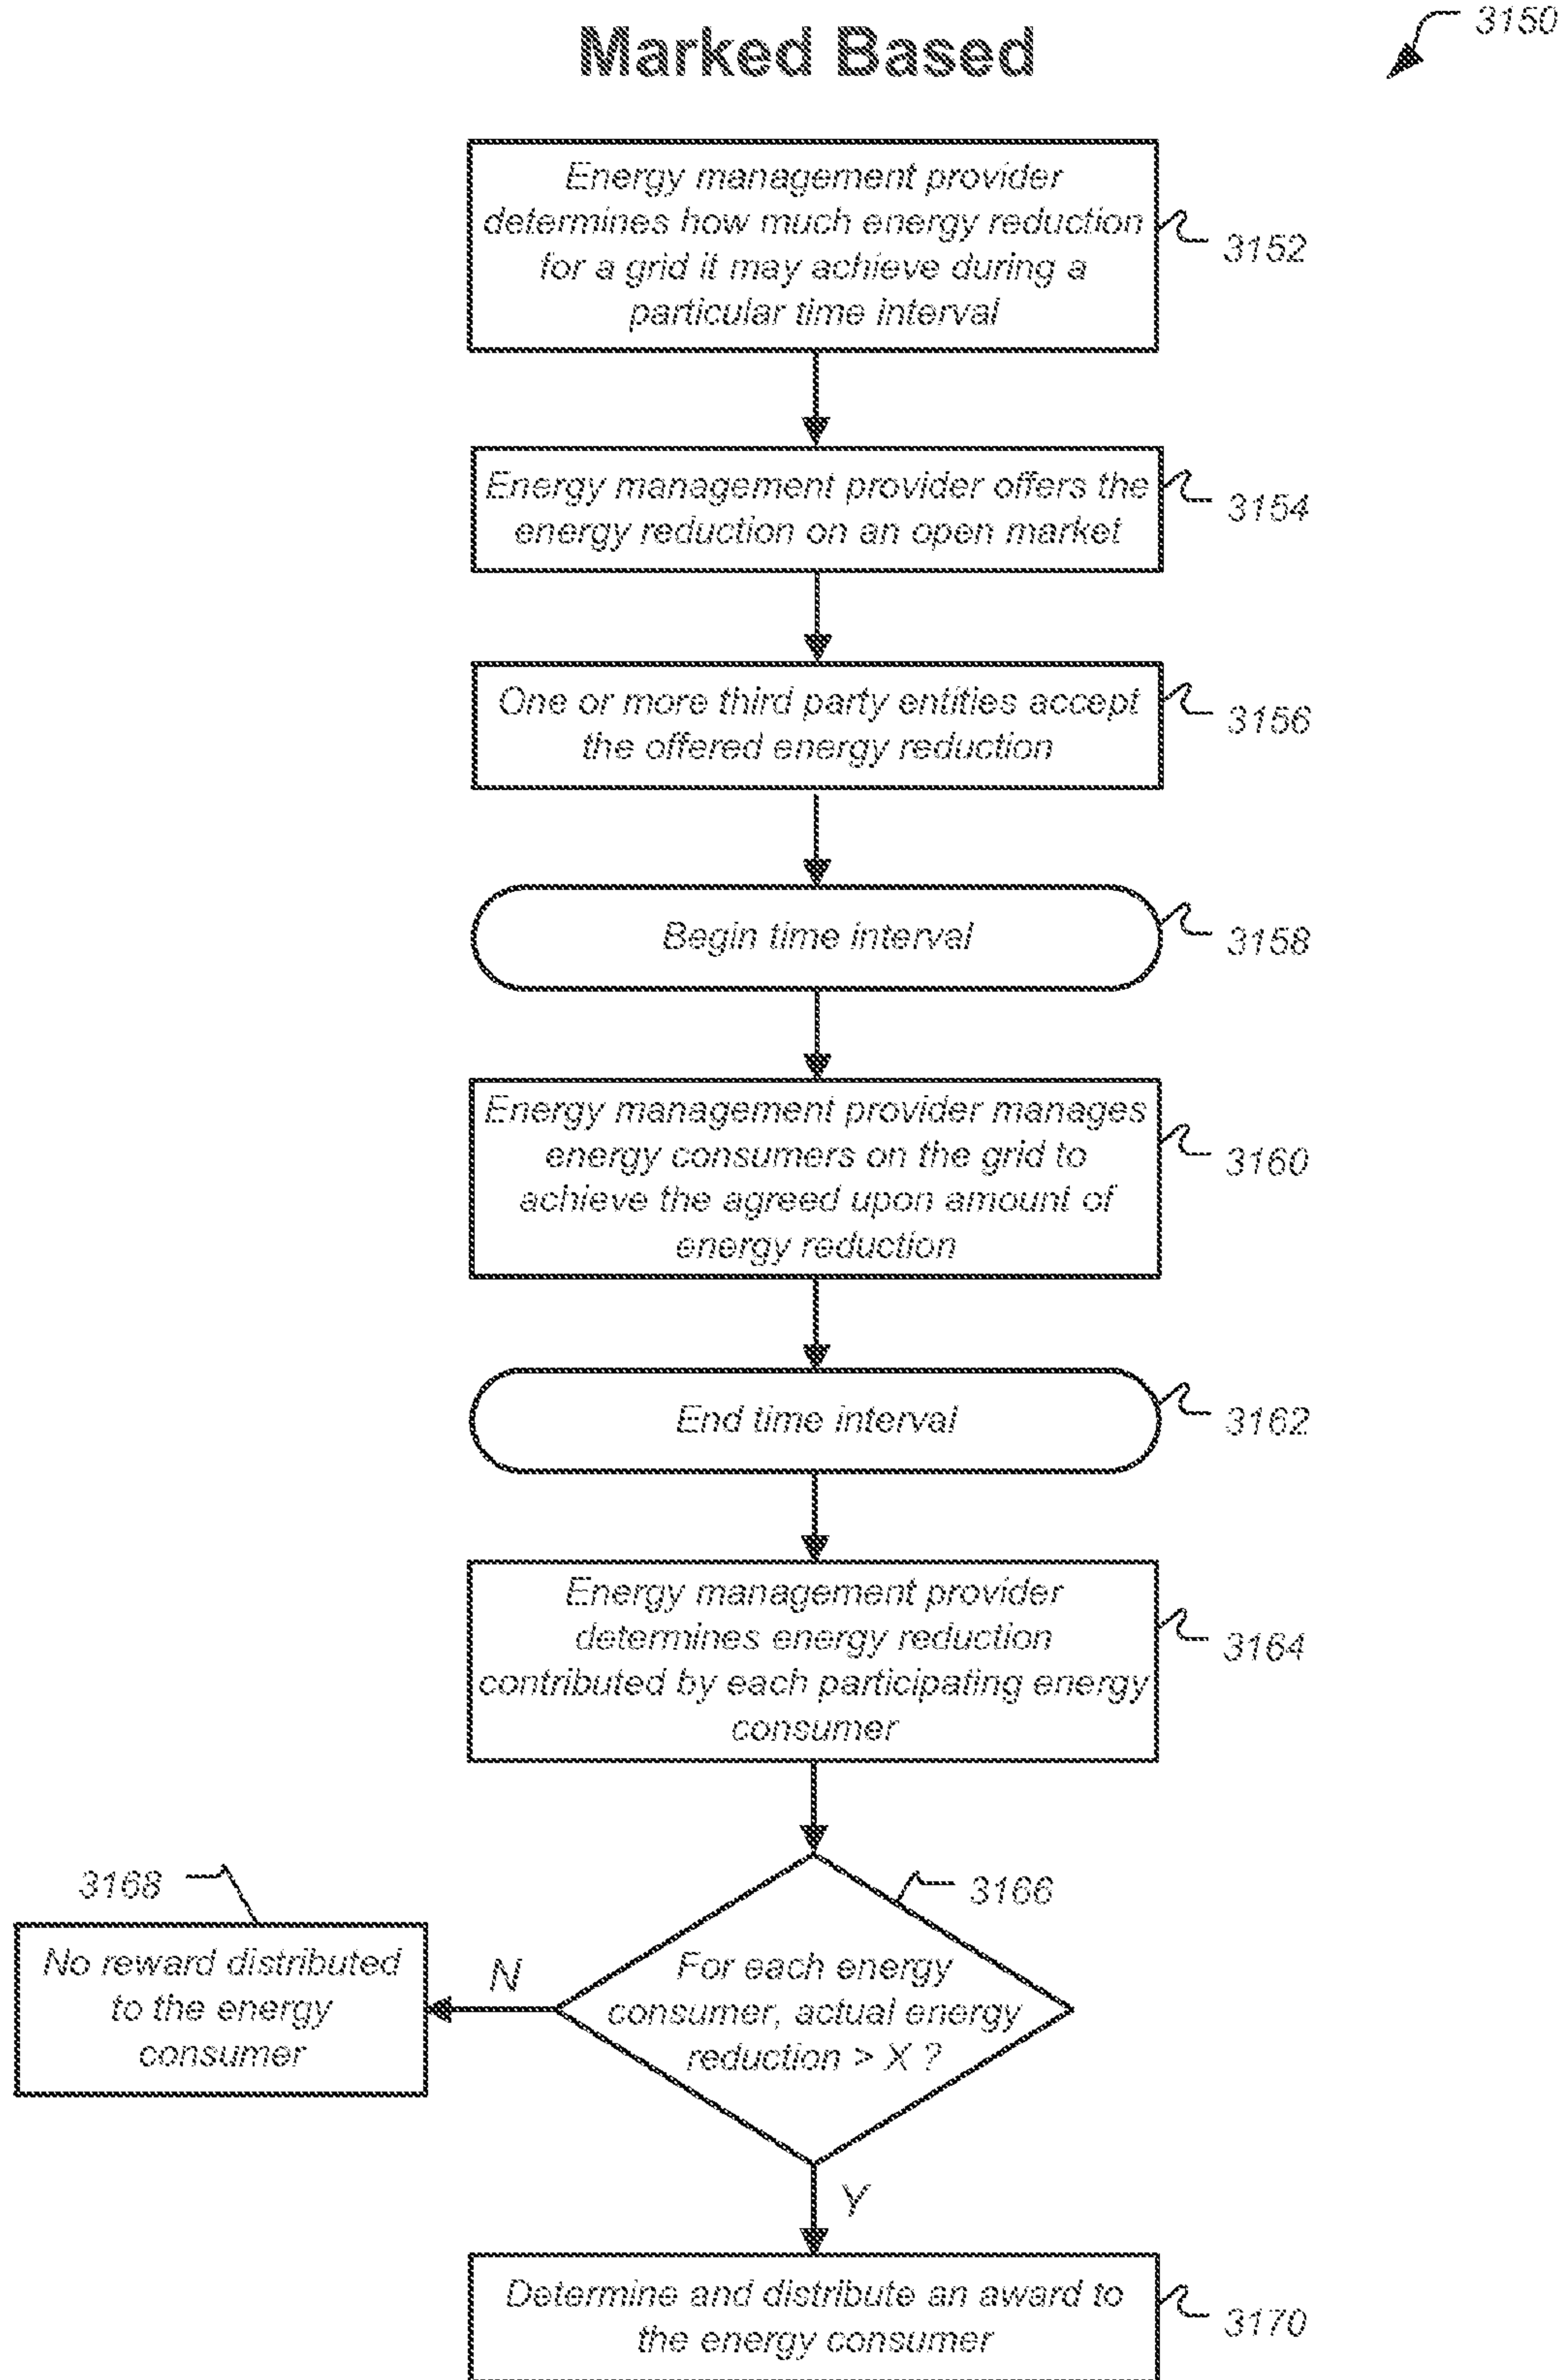 Marked Based
3150
Energy management provider
determines how much energy reduction
for a grid it may achieve during a
particular time interval
3152
Energy management provider offers the
energy reduction on an open market
3154
One or more third party entities accept
the offered energy reduction
3156
Begin time interval
3158
Energy management provider manages
energy consumers on the grid to
achieve the agreed upon amount of
energy reduction
3160
End time interval
3162
Energy management provider
determines energy reduction
contributed by each participating energy
consumer
3164
3168
3166
No reward distributed
to the energy
consumer
N
For each energy
consumer, actual energy
reduction > X ?
Y
Determine and distribute an award to
the energy consumer
3170